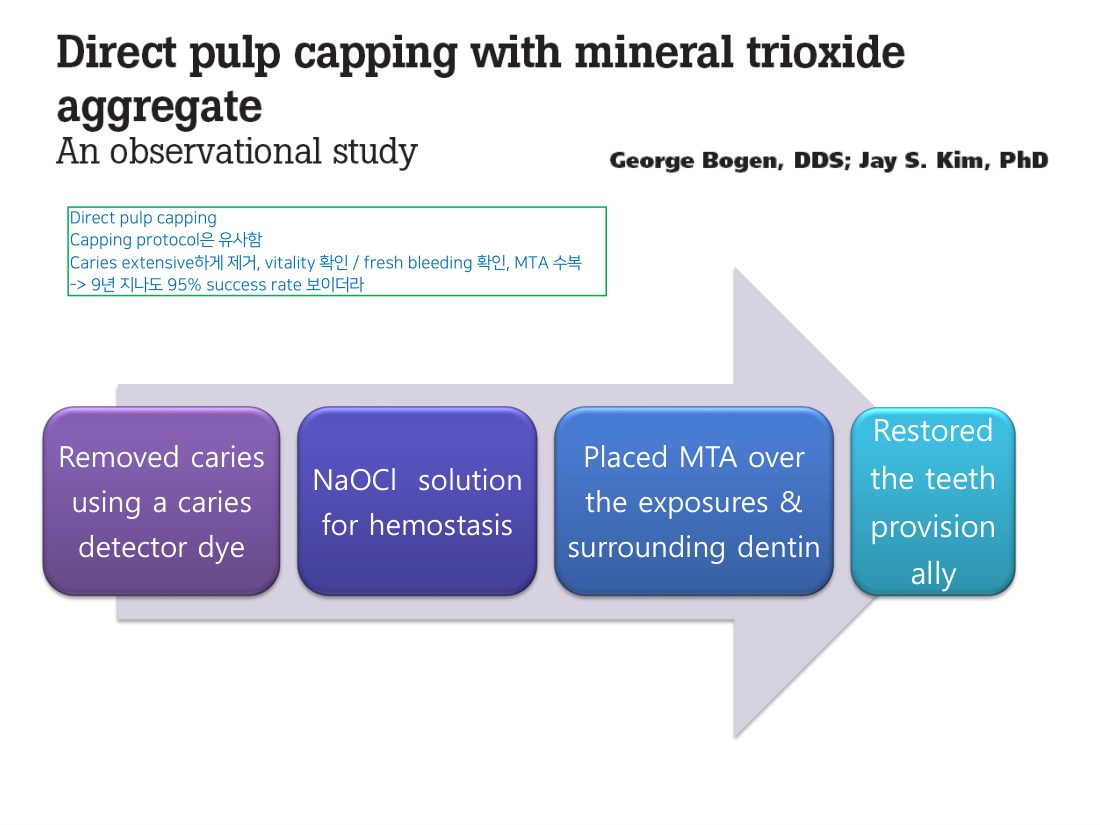 Direct pulp capping with mineral trioxide
aggregate
An observational study
George Bogen, DDS; Jay S. Kim, PhD
Direct pulp capping
Capping protocol은 유사함
Caries extensive하게 제거, vitality 확인 / fresh bleeding 확인, MTA 수복
-> 9년 지나도 95% success rate 보이더라
Removed caries
using a caries
detector dye
NaOCl solution
for hemostasis
Placed MTA over
the exposures &
surrounding dentin
Restored
the teeth
provision
ally